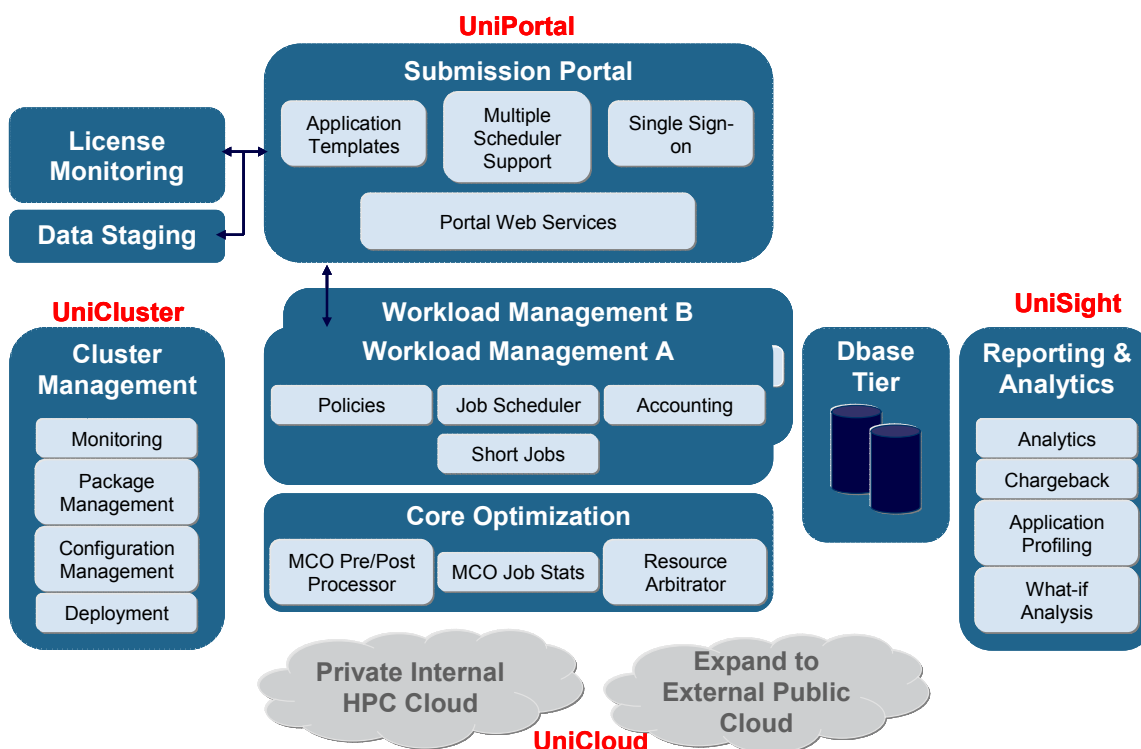 UniPortal
Submission Portal
Application
Templates
Multiple
Scheduler
Support
Single Sign-
on
Portal Web Services
License
Monitoring
Data Staging
UniCluster
Cluster
Management
Monitoring
Package
Management
Configuration
Management
Deployment
Workload Management B
Workload Management A
Policies
Job Scheduler
Accounting
Short Jobs
Core Optimization
MCO Pre/Post
Processor
MCO Job Stats
Resource
Arbitrator
Dbase
Tier
UniSight
Reporting &
Analytics
Analytics
Chargeback
Application
Profiling
What-if
Analysis
Private Internal
HPC Cloud
Expand to
External Public
Cloud
UniCloud